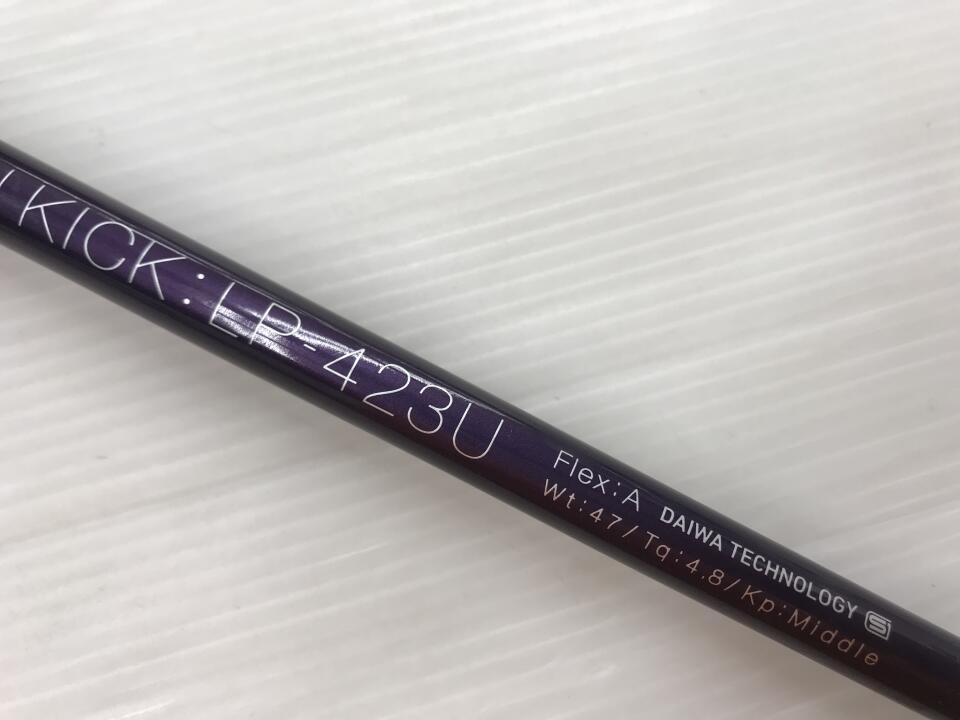 KICK: LP-423U
Flex:A DAIWA TECHNOLOGY
Wt:47/Tq:4.8/Kp:Middle